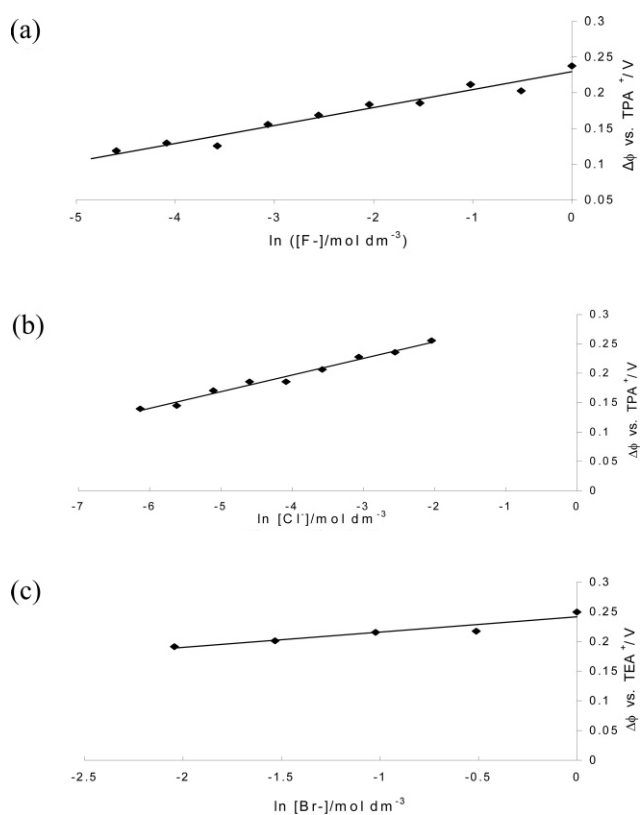 (a)
0.3
0.25
0.2
0.15
0.1
0.05
Δϕ vs. TPA +/ V
-5 -4 -3 -2 -1 0
ln ([F-]/mol dm-3)
(b)
0.3
0.25
0.2
0.15
0.1
0.05
0
Δϕ vs. TPA+/ V
-7 -6 -5 -4 -3 -2 -1 0
ln [Cl-]/mol dm-3
(c)
0.3
0.25
0.2
0.15
0.1
0.05
0
Δϕ vs. TEA +/ V
-2.5 -2 -1.5 -1 -0.5 0
ln [Br-]/mol dm-3